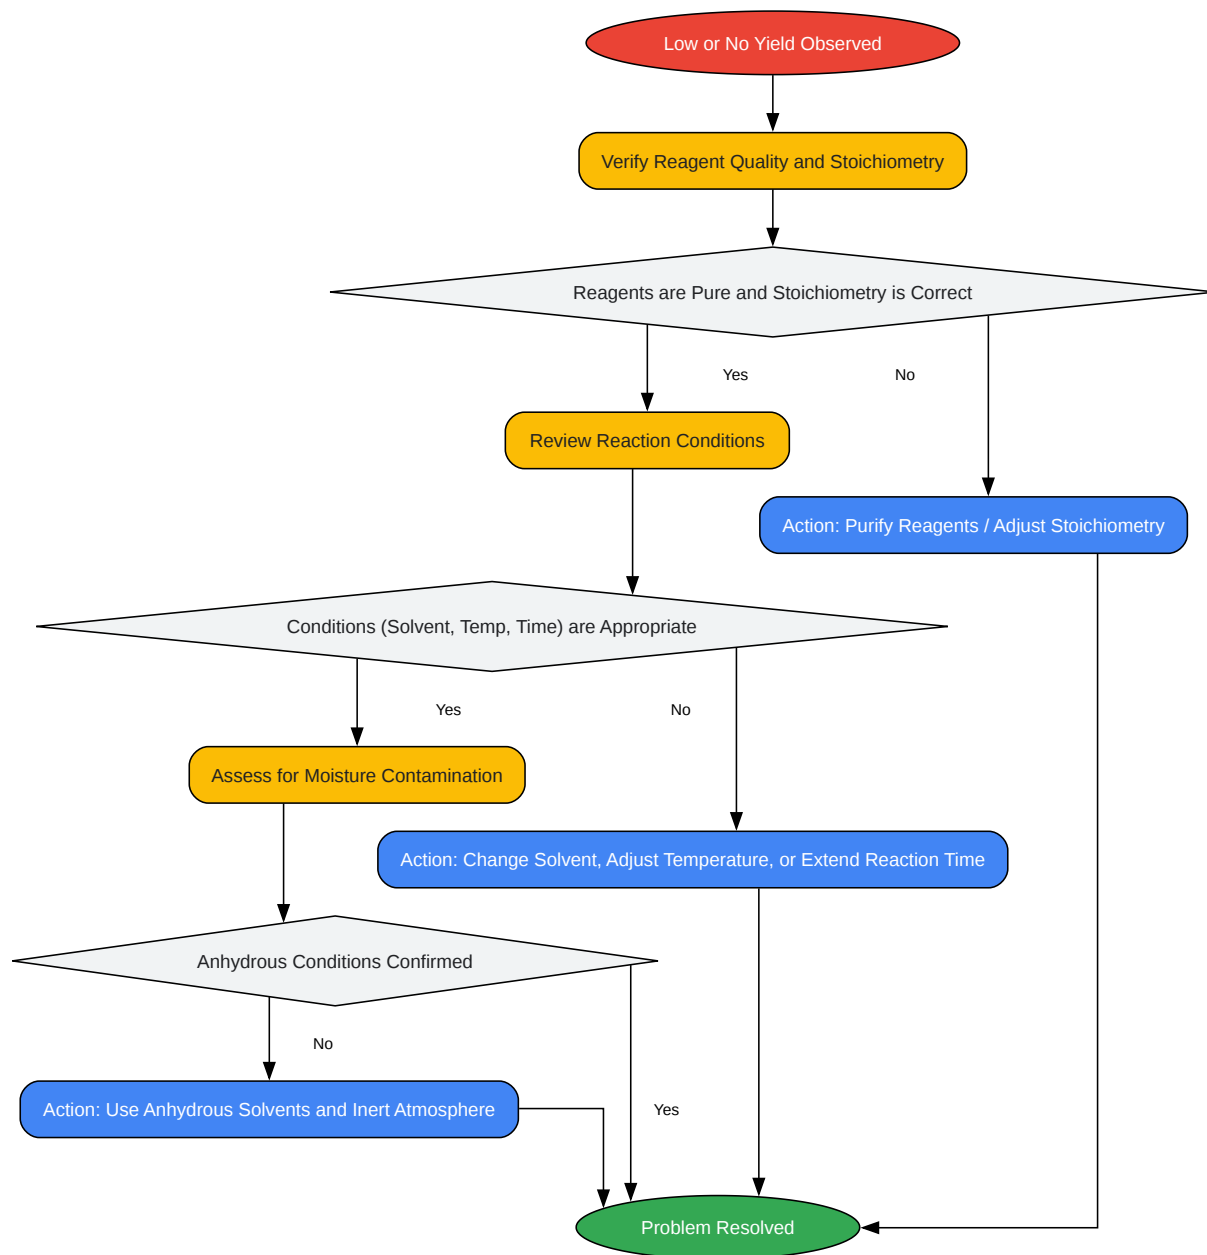 Low or No Yield Observed
Verify Reagent Quality and Stoichiometry
Reagents are Pure and Stoichiometry is Correct
Yes
No
Review Reaction Conditions
Action: Purify Reagents / Adjust Stoichiometry
Conditions (Solvent, Temp, Time) are Appropriate
Yes
No
Assess for Moisture Contamination
Action: Change Solvent, Adjust Temperature, or Extend Reaction Time
Anhydrous Conditions Confirmed
No
Action: Use Anhydrous Solvents and Inert Atmosphere
Yes
Problem Resolved